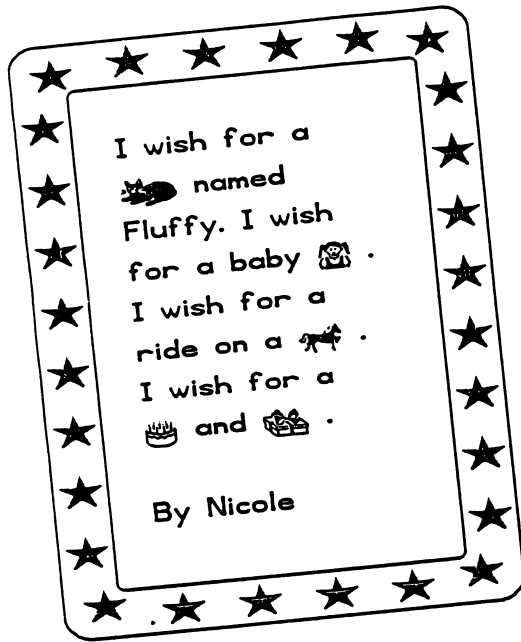 I wish for a
named
Fluffy. I wish
for a baby .
I wish for a
ride on a .
I wish for a
and .
By Nicole